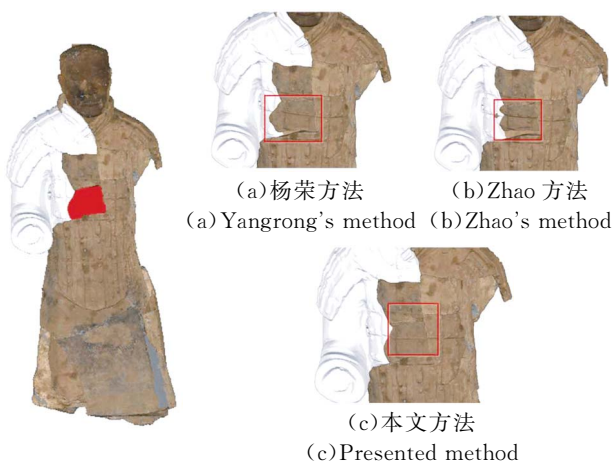 (a)杨荣方法
(a)Yangrong's method
(b)Zhao 方法
(b)Zhao's method
(c)本文方法
(c)Presented method